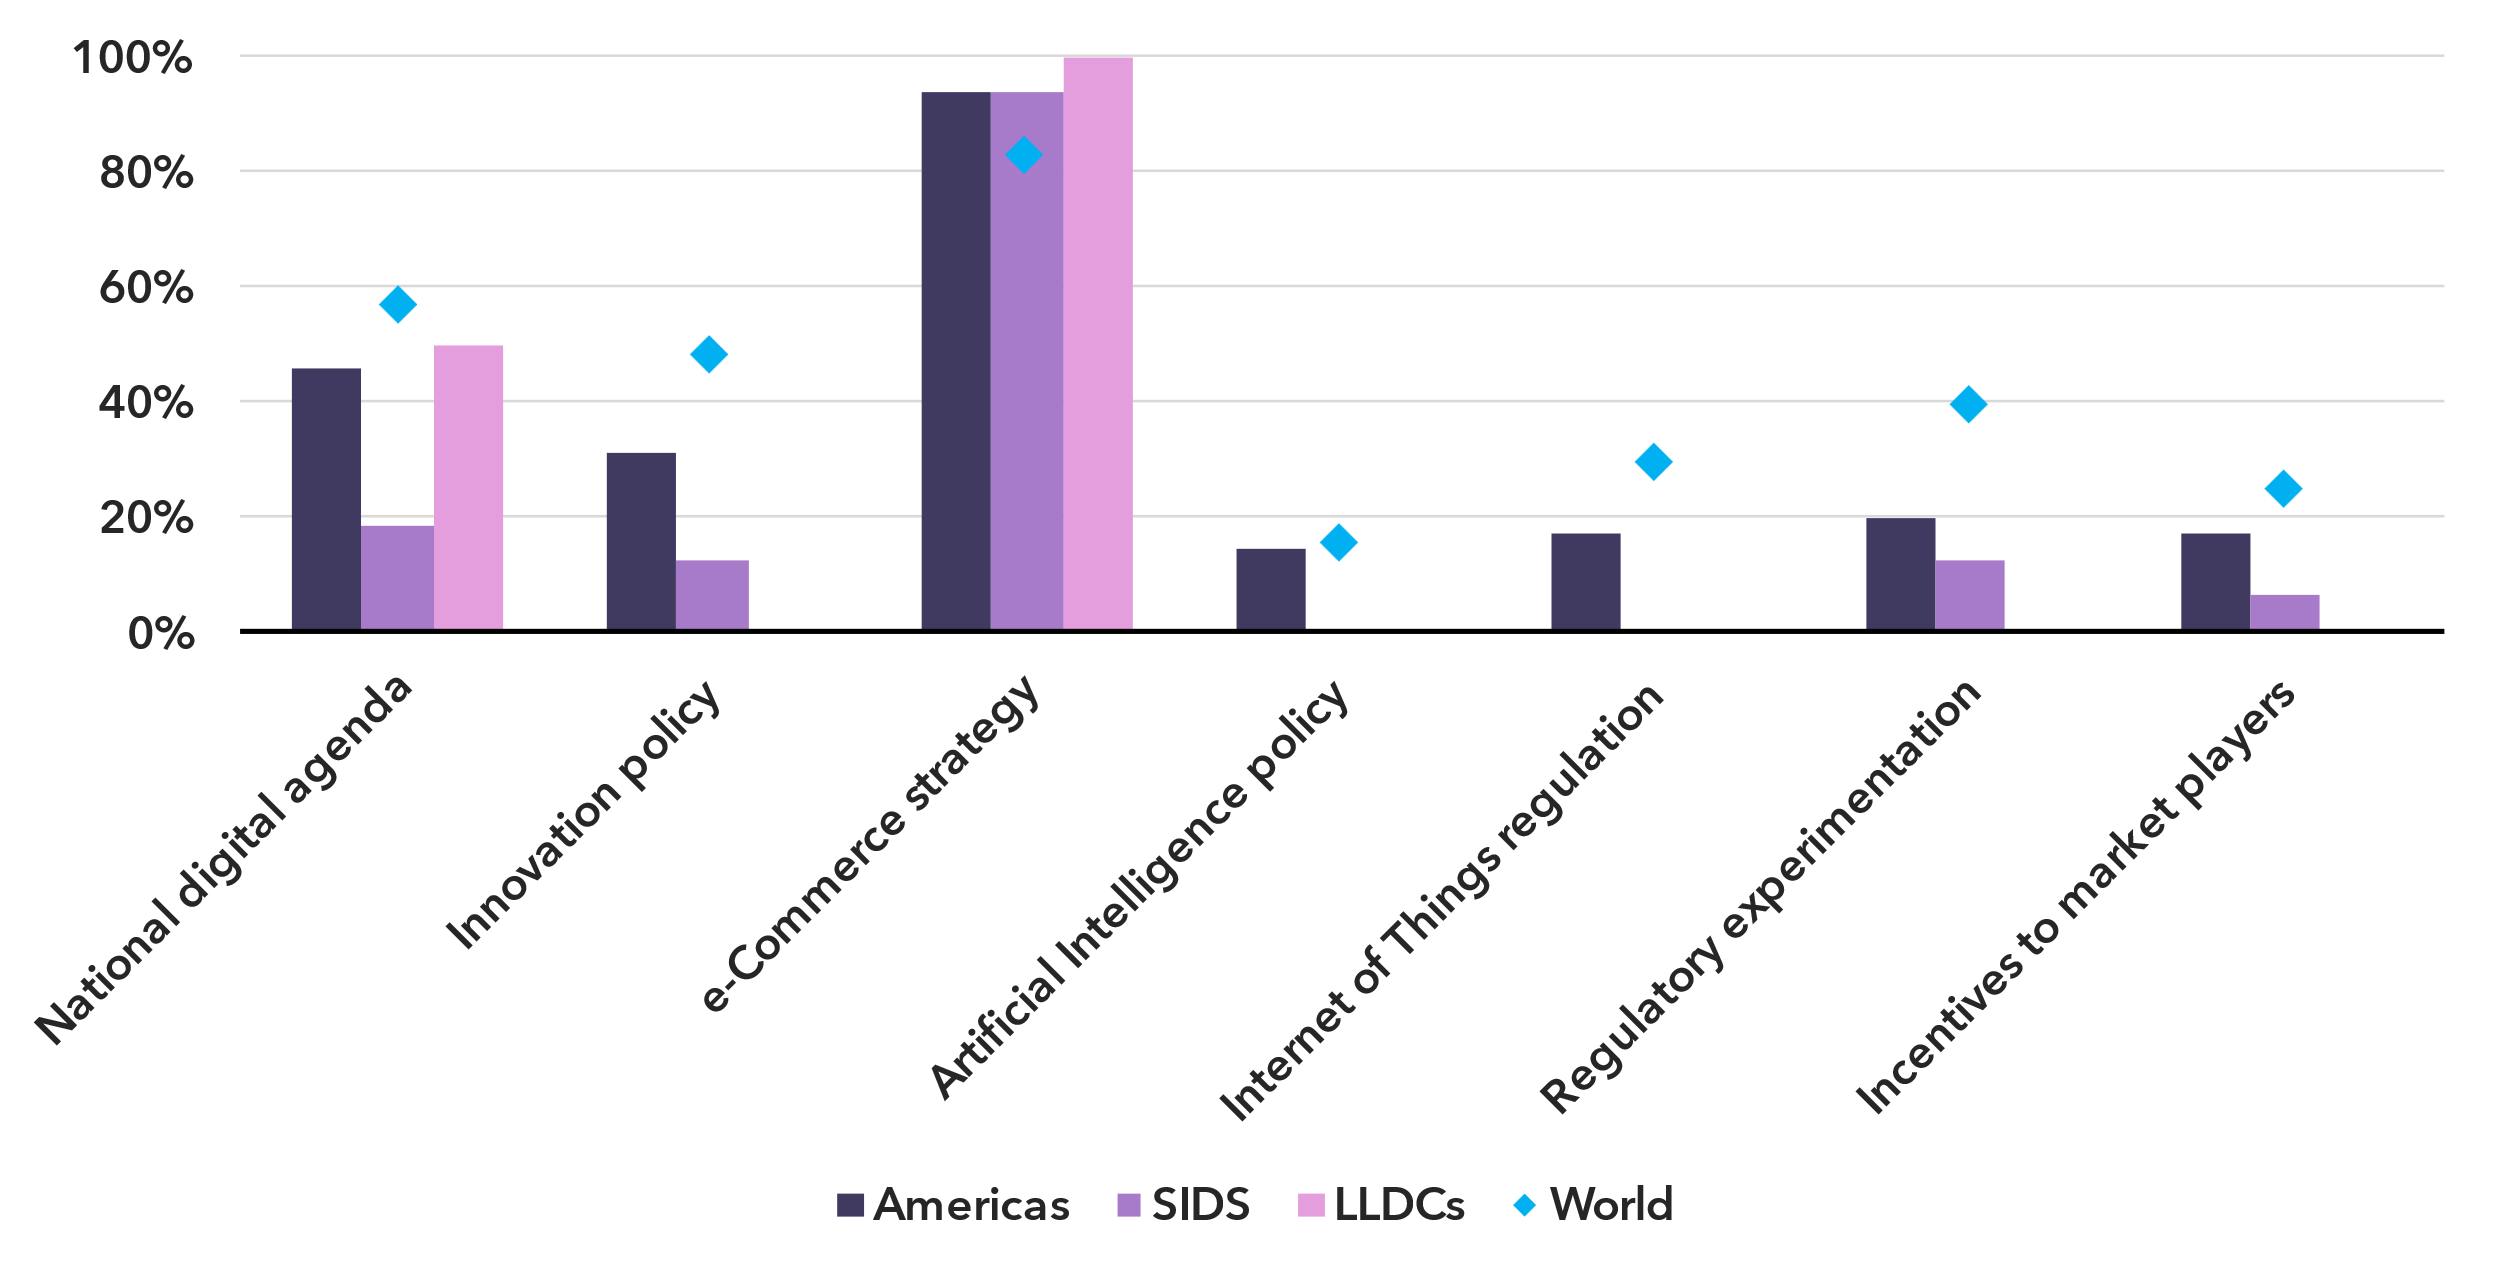 100%
80%
60%
40%
20%
0%
National digital agenda
Innovation policy
e-Commerce strategy
Artificial Intelligence policy
Internet of Things regulation
Regulatory experimentation
Incentives to market players
Americas SIDS LLDCs World